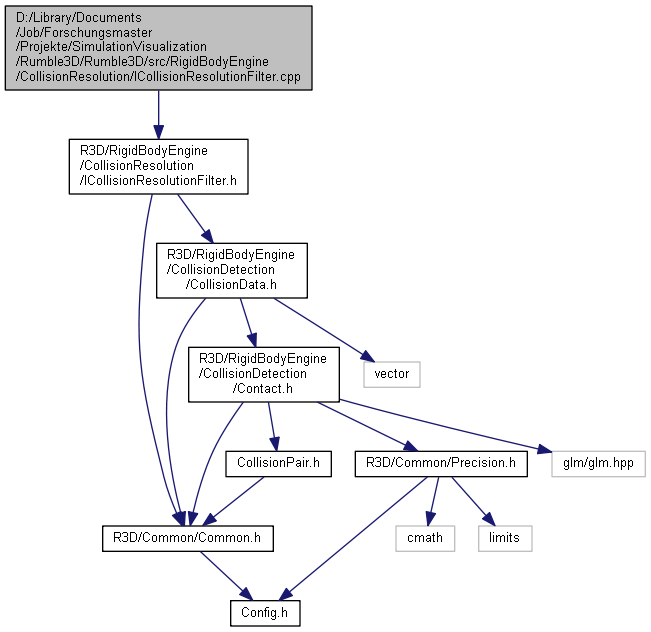 D:/Library/Documents
/Job/Forschungsmaster
/Projekte/SimulationVisualization
/Rumble3D/Rumble3D/src/RigidBodyEngine
/CollisionResolution/ICollisionResolutionFilter.cpp
R3D/RigidBodyEngine
/CollisionResolution
/ICollisionResolutionFilter.h
R3D/RigidBodyEngine
/CollisionDetection
/CollisionData.h
R3D/RigidBodyEngine
/CollisionDetection
/Contact.h
vector
CollisionPair.h
R3D/Common/Precision.h
glm/glm.hpp
R3D/Common/Common.h
cmath
limits
Config.h